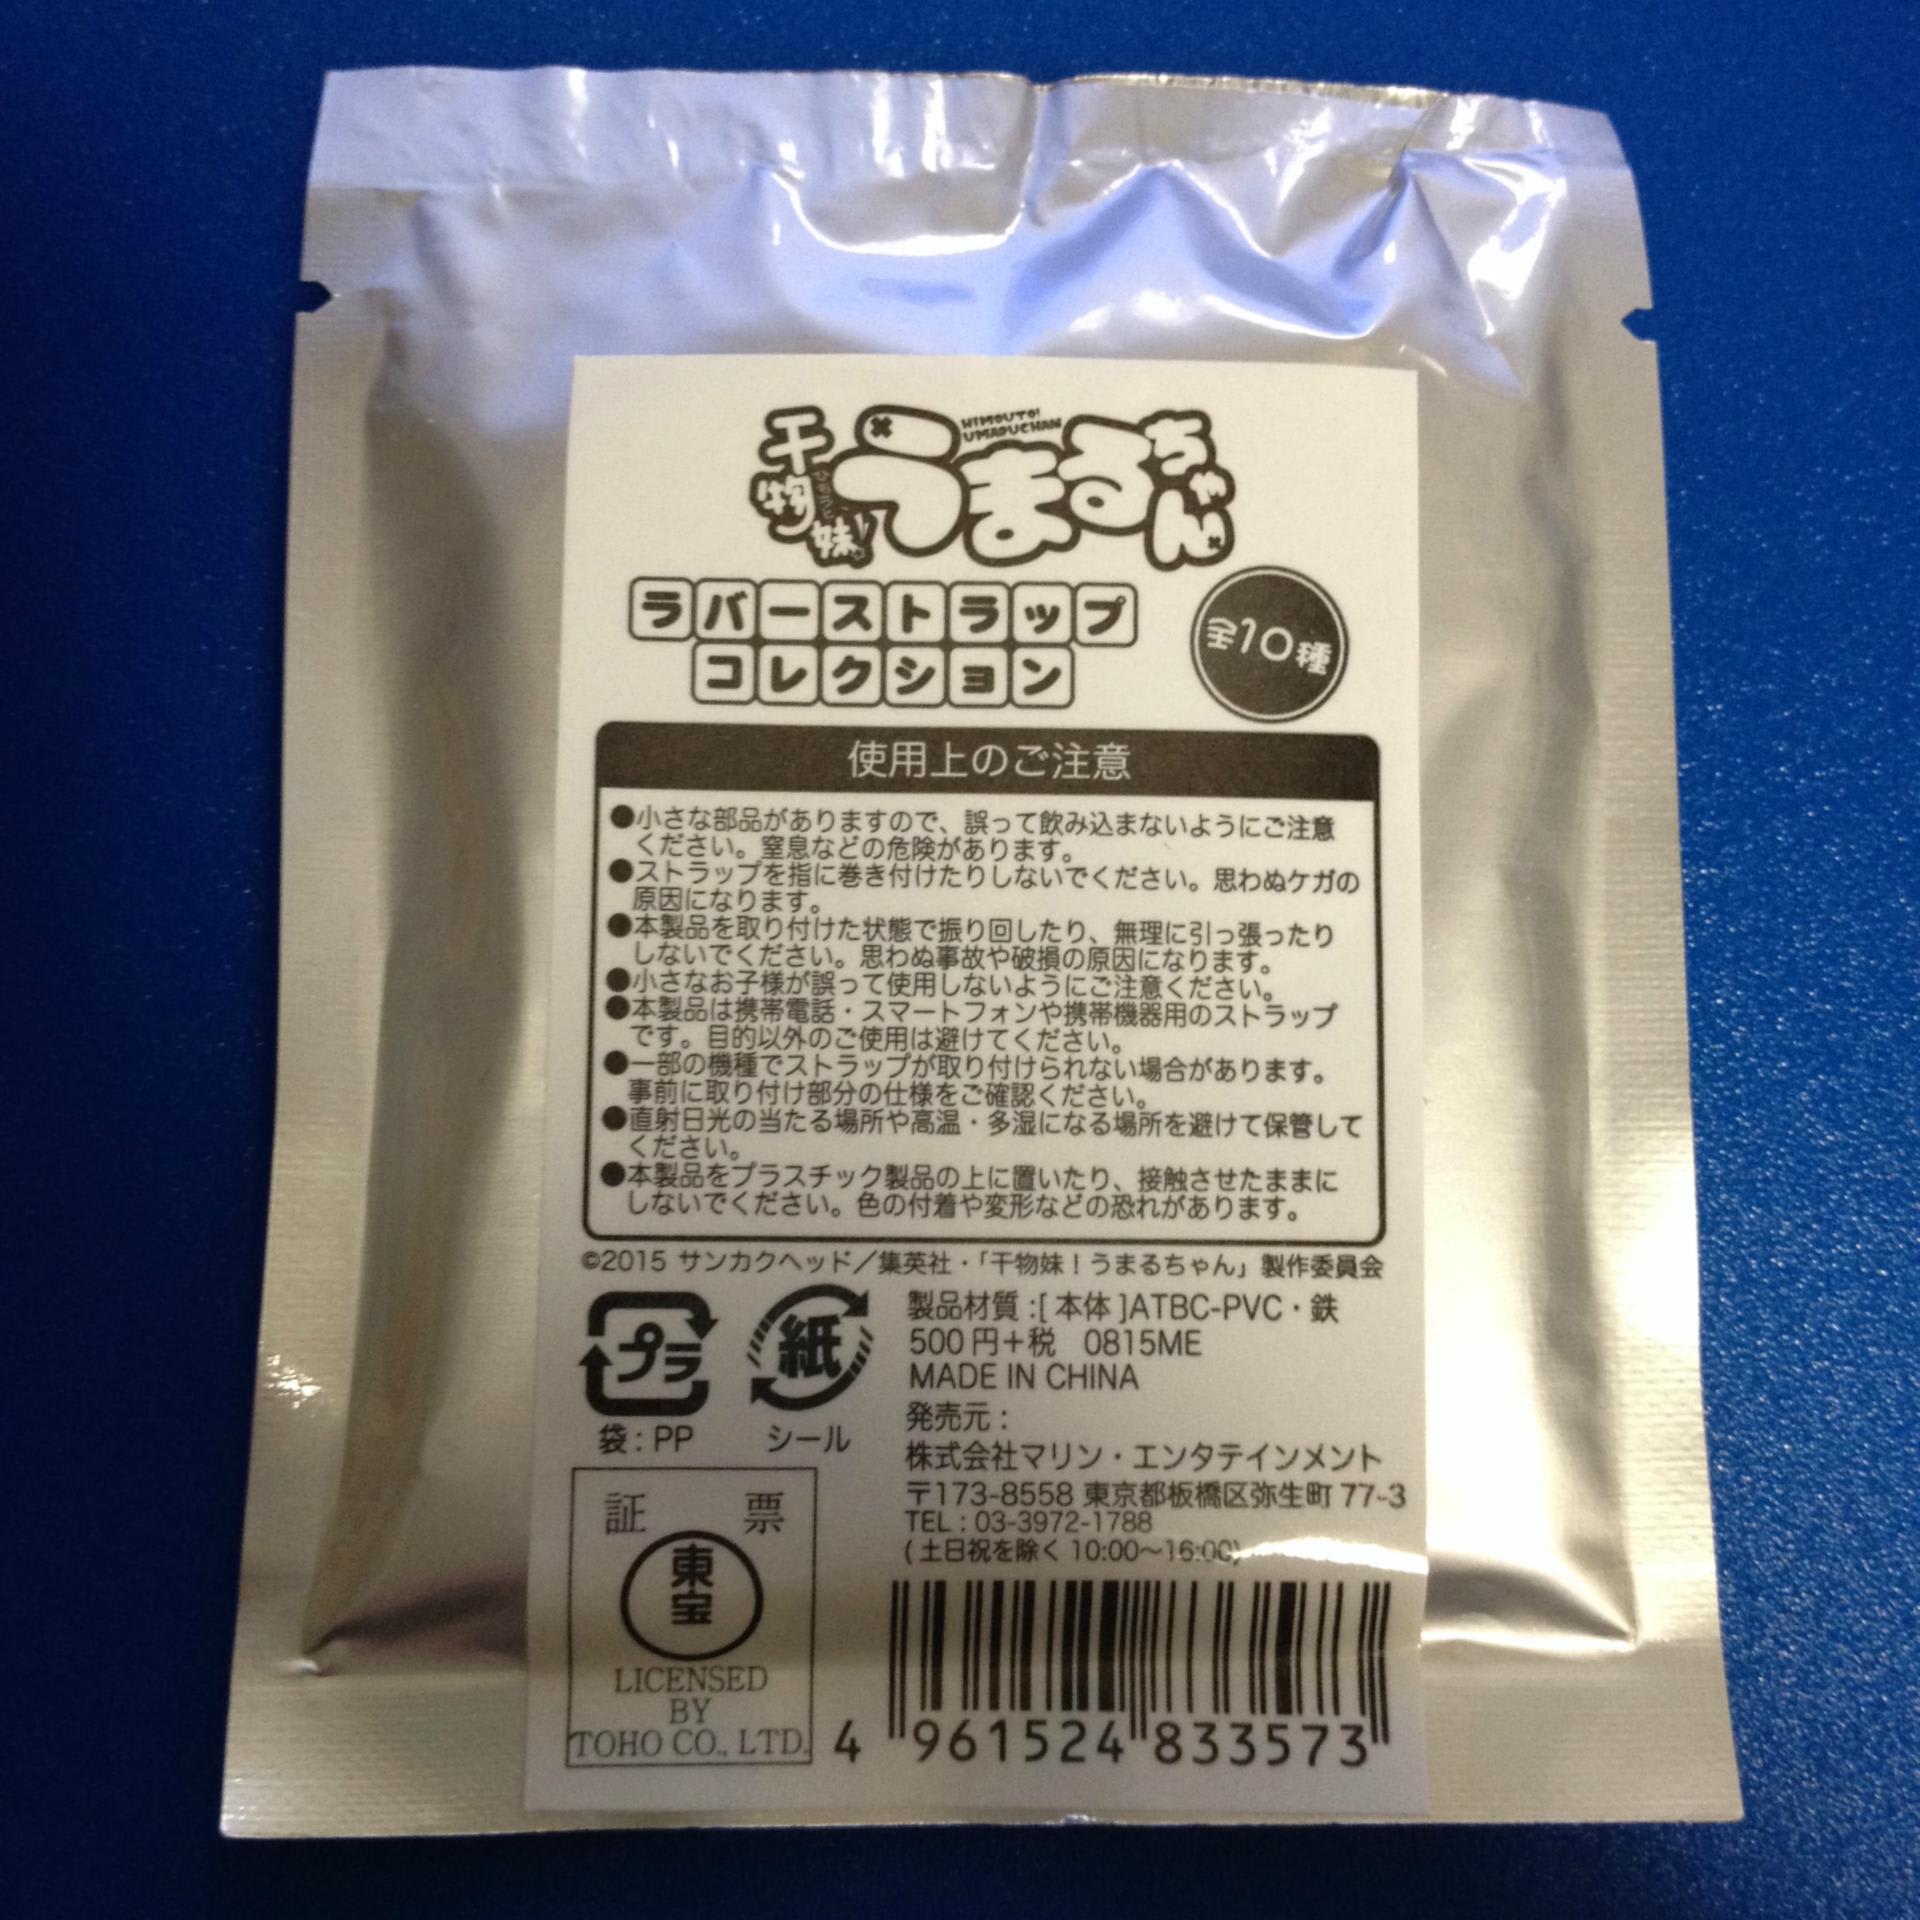 干物妹!
うまるちゃん
HIMOUTO!
UMARUCHAN
ラバーストラップ
コレクション
全10種
使用上のご注意
●小さな部品がありますので、誤って飲み込まないようにご注意
ください。窒息などの危険があります。
●ストラップを指に巻き付けたりしないでください。思わぬケガの
原因になります。
●本製品を取り付けた状態で振り回したり、無理に引っ張ったり
しないでください。思わぬ事故や破損の原因になります。
●小さなお子様が誤って使用しないようにご注意ください。
●本製品は携帯電話・スマートフォンや携帯機器用のストラップ
です。目的以外のご使用は避けてください。
●一部の機種でストラップが取り付けられない場合があります。
事前に取り付け部分の仕様をご確認ください。
●直射日光の当たる場所や高温・多湿になる場所を避けて保管して
ください。
●本製品をプラスチック製品の上に置いたり、接触させたままに
しないでください。色の付着や変形などの恐れがあります。
©2015 サンカクヘッド／集英社・「干物妹！うまるちゃん」製作委員会
プラ
袋：PP
紙
シール
製品材質：[ 本体 ]ATBC-PVC・鉄
500円＋税 0815ME
MADE IN CHINA
発売元：
株式会社マリン・エンタテインメント
〒173-8558 東京都板橋区弥生町 77-3
TEL：03-3972-1788
(土日祝を除く 10:00～16:00)
証 票
東宝
LICENSED
BY
TOHO CO., LTD.
4 961524 833573